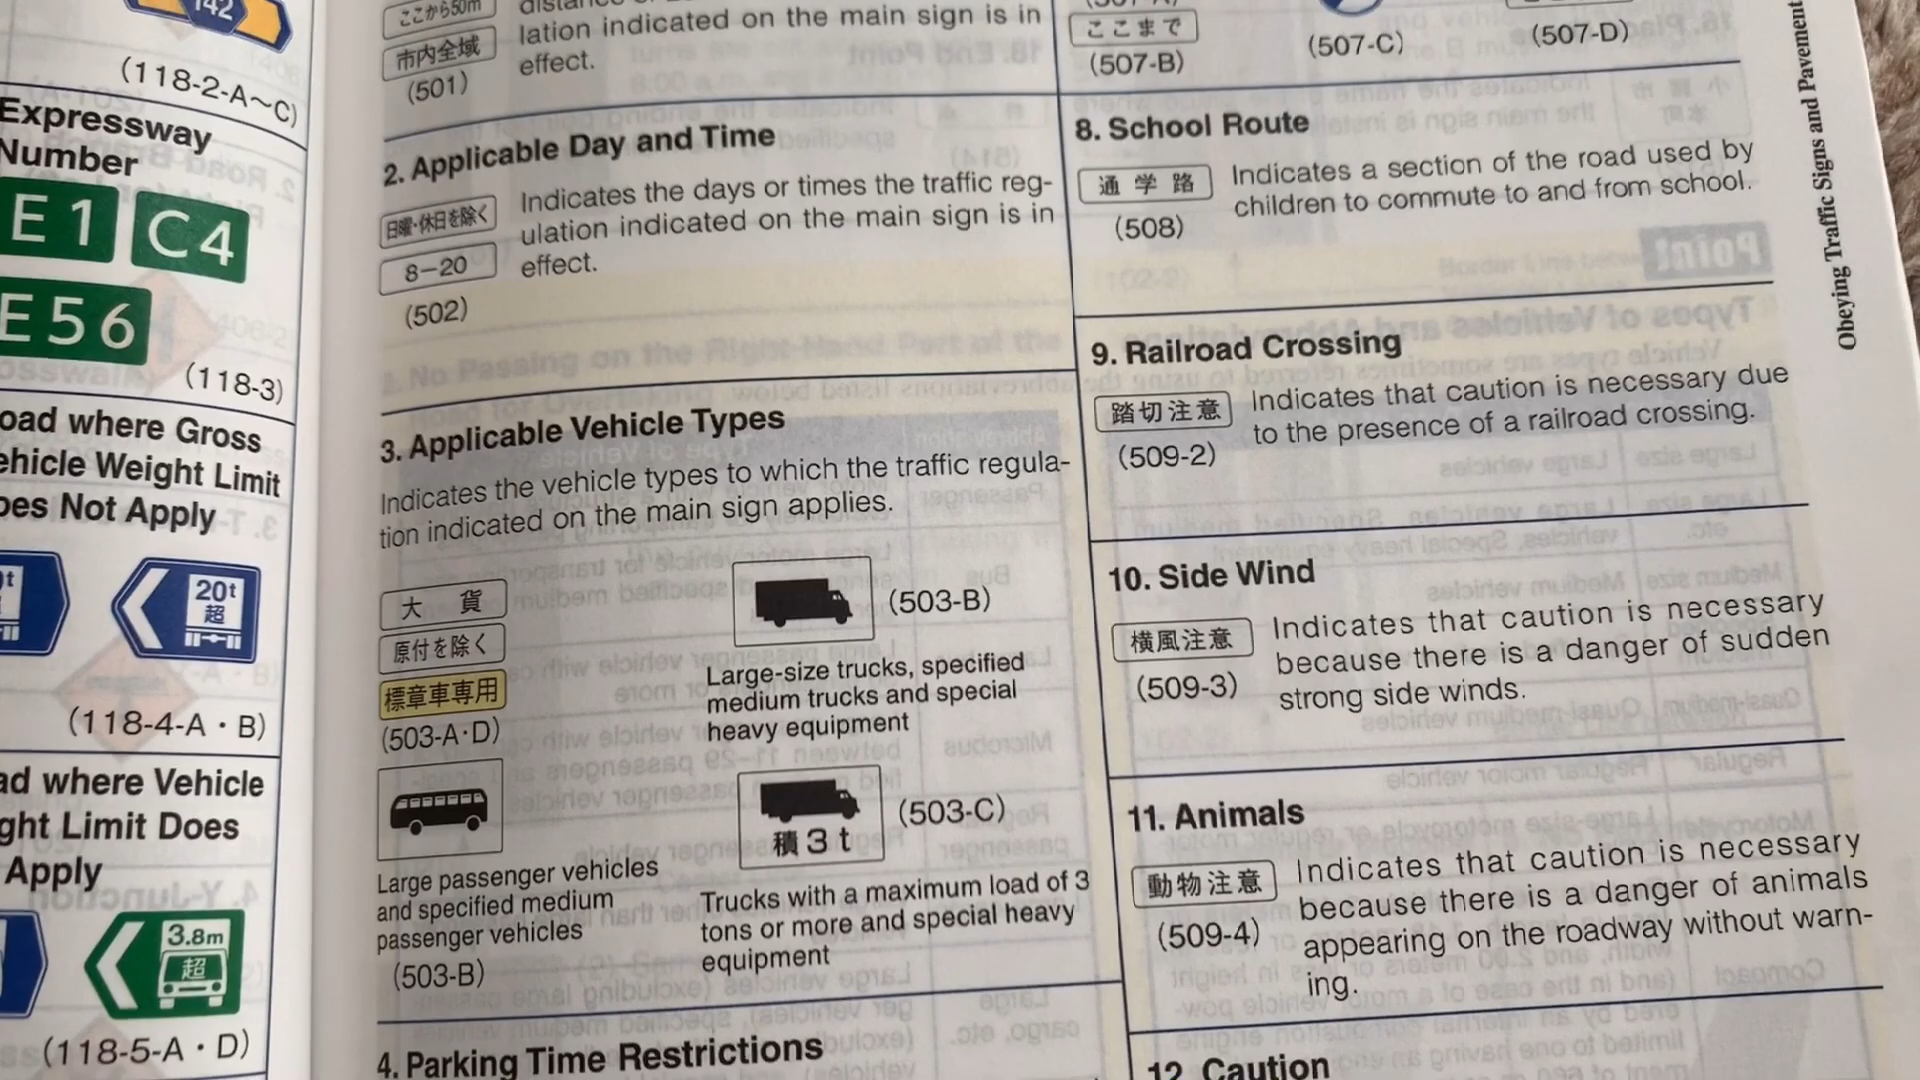 142
(118-2-A～C)
Expressway
Number
E1
C4
E56
(118-3)
oad where Gross
ehicle Weight Limit
oes Not Apply
t
20t
超
(118-4-A・B)
ad where Vehicle
ght Limit Does
Apply
3.8m
超
(118-5-A・D)
ここから50m
市内全域
(501)
lation indicated on the main sign is in
effect.
2. Applicable Day and Time
日曜・休日を除く
8－20
(502)
Indicates the days or times the traffic reg-
ulation indicated on the main sign is in
effect.
3. Applicable Vehicle Types
Indicates the vehicle types to which the traffic regula-
tion indicated on the main sign applies.
大 貨
原付を除く
標章車専用
(503-A・D)
(503-B)
Large-size trucks, specified
medium trucks and special
heavy equipment
Large passenger vehicles
and specified medium
passenger vehicles
(503-B)
積3t
(503-C)
Trucks with a maximum load of 3
tons or more and special heavy
equipment
4. Parking Time Restrictions
ここまで
(507-B)
(507-C)
(507-D)
8. School Route
通学路
(508)
Indicates a section of the road used by
children to commute to and from school.
9. Railroad Crossing
踏切注意
(509-2)
Indicates that caution is necessary due
to the presence of a railroad crossing.
10. Side Wind
横風注意
(509-3)
Indicates that caution is necessary
because there is a danger of sudden
strong side winds.
11. Animals
動物注意
(509-4)
Indicates that caution is necessary
because there is a danger of animals
appearing on the roadway without warn-
ing.
12. Caution
Obeying Traffic Signs and Pavement